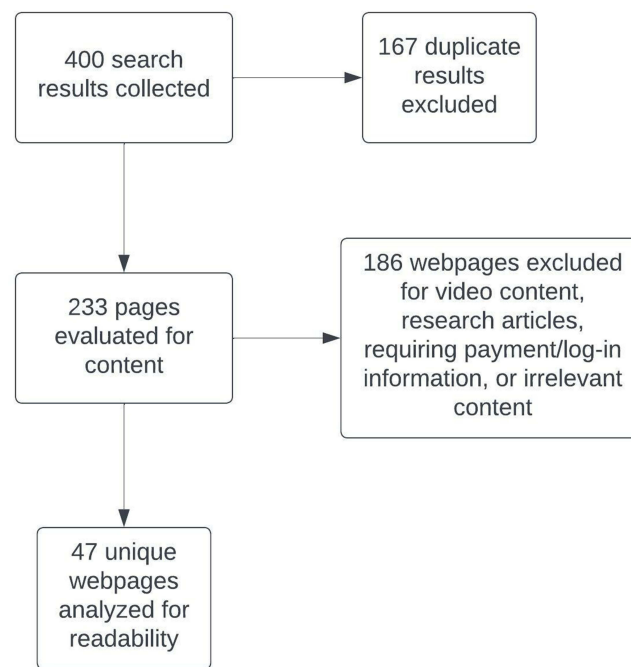 400 search
results collected
167 duplicate
results
excluded
233 pages
evaluated for
content
186 webpages excluded
for video content,
research articles,
requiring payment/log-in
information, or irrelevant
content
47 unique
webpages
analyzed for
readability